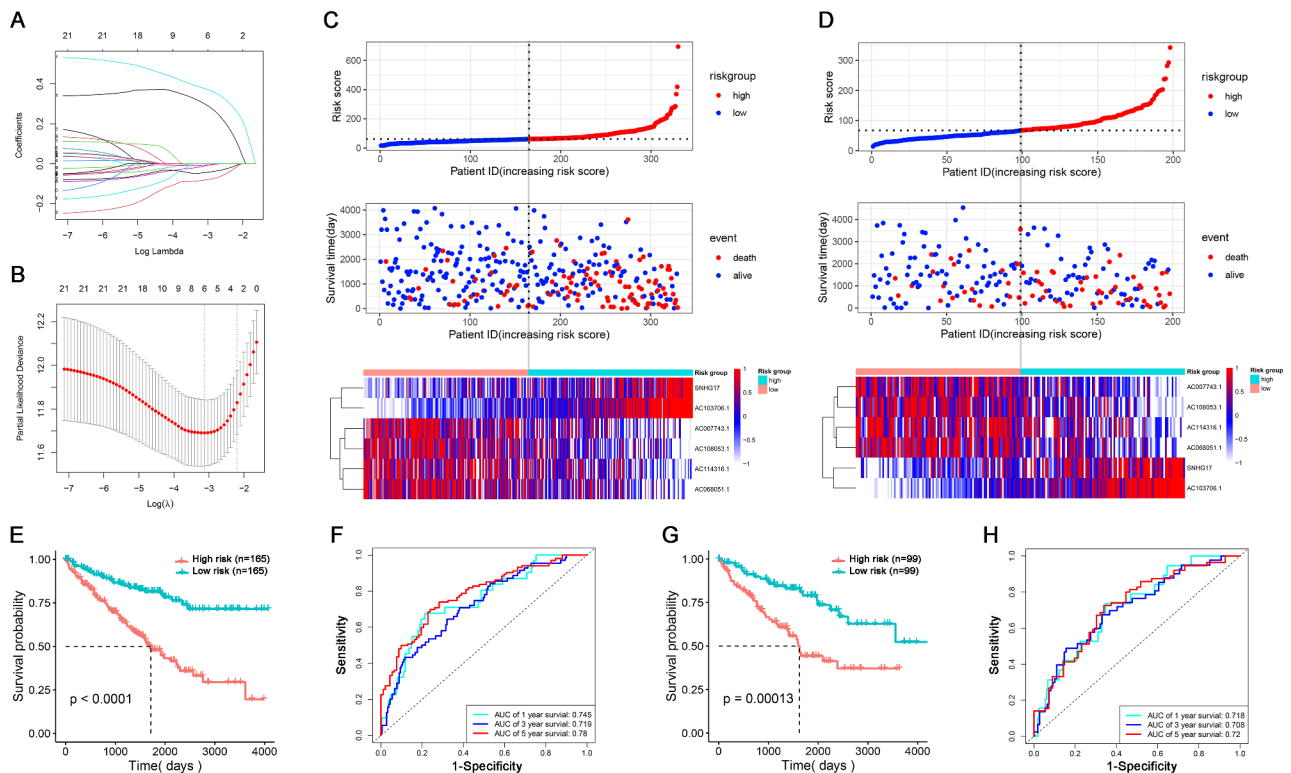 A
21 21 18 9 6 2
0.4
0.2
0.0
−0.2
Coefficients
−7 −6 −5 −4 −3 −2
Log Lambda
B
21 21 21 21 19 18 10 9 8 6 5 4 2 0
12.2
12.0
11.8
11.6
Partial Likelihood Deviance
−7 −6 −5 −4 −3 −2
Log(λ)
C
Risk score
600
400
200
0
0 100 200 300
Patient ID(increasing risk score)
riskgroup
high
low
Survival time(day)
4000
3000
2000
1000
0
0 100 200 300
Patient ID(increasing risk score)
event
death
alive
Risk group
SNHG17
AC103706.1
AC007743.1
AC108053.1
AC114316.1
AC068051.1
1
0.5
0
−0.5
−1
Risk group
high
low
D
Risk score
600
400
200
0
0 50 100 150 200
Patient ID(increasing risk score)
riskgroup
high
low
Survival time(day)
4000
3000
2000
1000
0
0 50 100 150 200
Patient ID(increasing risk score)
event
death
alive
Risk group
AC007743.1
AC108053.1
AC114316.1
AC068051.1
SNHG17
AC103706.1
1
0.5
0
−0.5
−1
Risk group
high
low
E
High risk (n=165)
Low risk (n=165)
Survival probability
1.00
0.75
0.50
0.25
0.00
p < 0.0001
0 1000 2000 3000 4000
Time( days )
F
Sensitivity
1.0
0.8
0.6
0.4
0.2
0.0
AUC of 1 year survial: 0.745
AUC of 3 year survial: 0.719
AUC of 5 year survial: 0.78
0.0 0.2 0.4 0.6 0.8 1.0
1-Specificity
G
High risk (n=99)
Low risk (n=99)
Survival probability
1.00
0.75
0.50
0.25
0.00
p = 0.00013
0 1000 2000 3000 4000
Time( days )
H
Sensitivity
1.0
0.8
0.6
0.4
0.2
0.0
AUC of 1 year survial: 0.718
AUC of 3 year survial: 0.708
AUC of 5 year survial: 0.72
0.0 0.2 0.4 0.6 0.8 1.0
1-Specificity